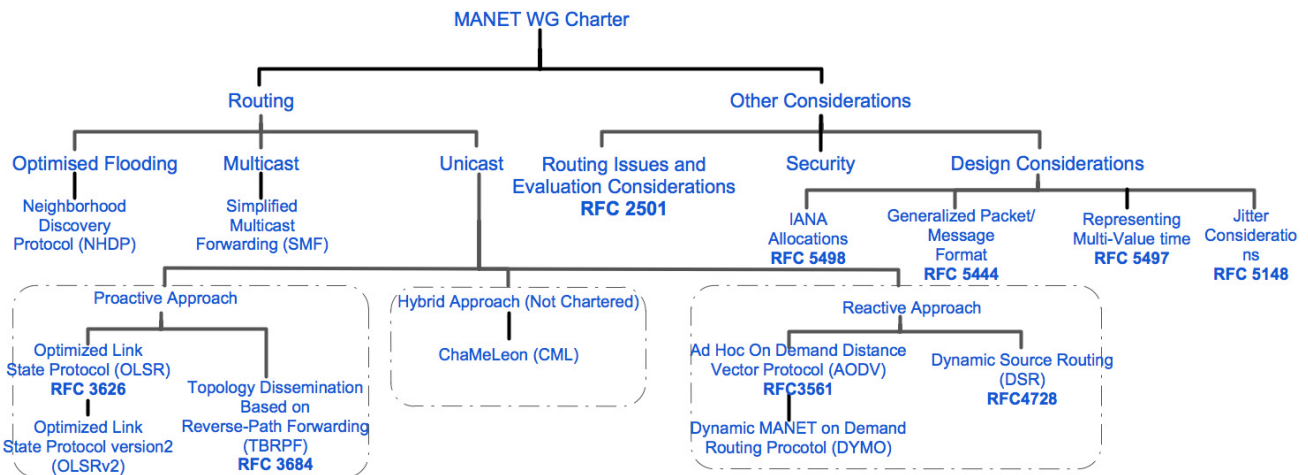 MANET WG Charter
Routing
Other Considerations
Optimised Flooding
Multicast
Unicast
Routing Issues and
Evaluation Considerations
RFC 2501
Security
Design Considerations
Neighborhood
Discovery
Protocol (NHDP)
Simplified
Multicast
Forwarding (SMF)
IANA
Allocations
RFC 5498
Generalized Packet/
Message
Format
RFC 5444
Representing
Multi-Value time
RFC 5497
Jitter
Consideratio
ns
RFC 5148
Proactive Approach
Hybrid Approach (Not Chartered)
Reactive Approach
Optimized Link
State Protocol (OLSR)
RFC 3626
Topology Dissemination
Based on
Reverse-Path Forwarding
(TBRPF)
RFC 3684
Optimized Link
State Protocol version2
(OLSRv2)
ChaMeLeon (CML)
Ad Hoc On Demand Distance
Vector Protocol (AODV)
RFC3561
Dynamic Source Routing
(DSR)
RFC4728
Dynamic MANET on Demand
Routing Procotol (DYMO)